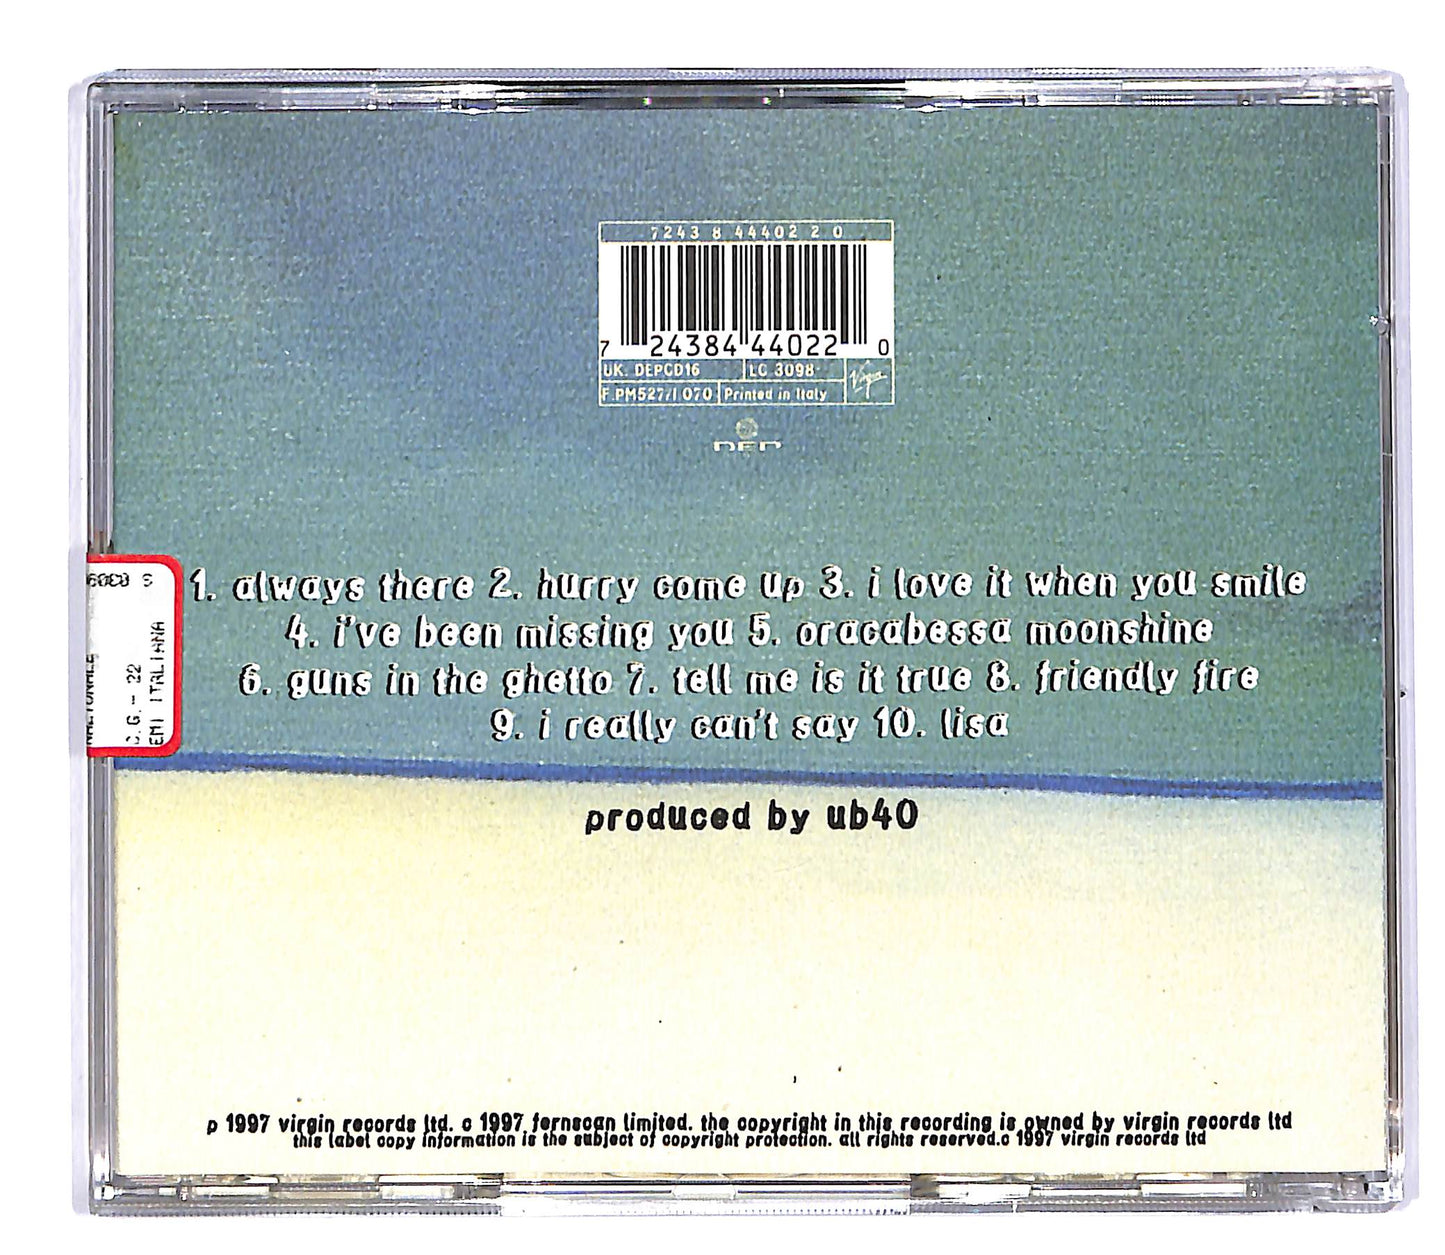 7243 8 44402 2 0
7 24384 44022 0
UK. DEPCD16
LC 3098
Virgin
F.PM527/1 070
Printed in Italy
DEP
1. always there 2. hurry come up 3. i love it when you smile
4. i've been missing you 5. oracabessa moonshine
6. guns in the ghetto 7. tell me is it true 8. friendly fire
9. i really can't say 10. lisa
EMI ITALIANA
produced by ub40
p 1997 virgin records ltd. c 1997 fernscan limited. the copyright in this recording is owned by virgin records ltd
this label copy information is the subject of copyright protection. all rights reserved.c 1997 virgin records ltd